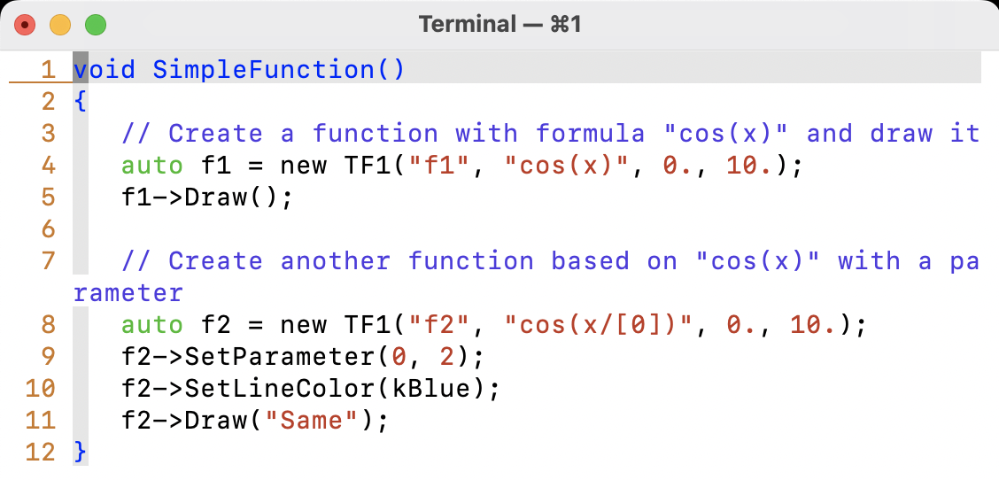 Terminal — ⌘1
1 void SimpleFunction()
2 {
3    // Create a function with formula "cos(x)" and draw it
4    auto f1 = new TF1("f1", "cos(x)", 0., 10.);
5    f1->Draw();
6
7    // Create another function based on "cos(x)" with a pa
rameter
8    auto f2 = new TF1("f2", "cos(x/[0])", 0., 10.);
9    f2->SetParameter(0, 2);
10    f2->SetLineColor(kBlue);
11    f2->Draw("Same");
12 }